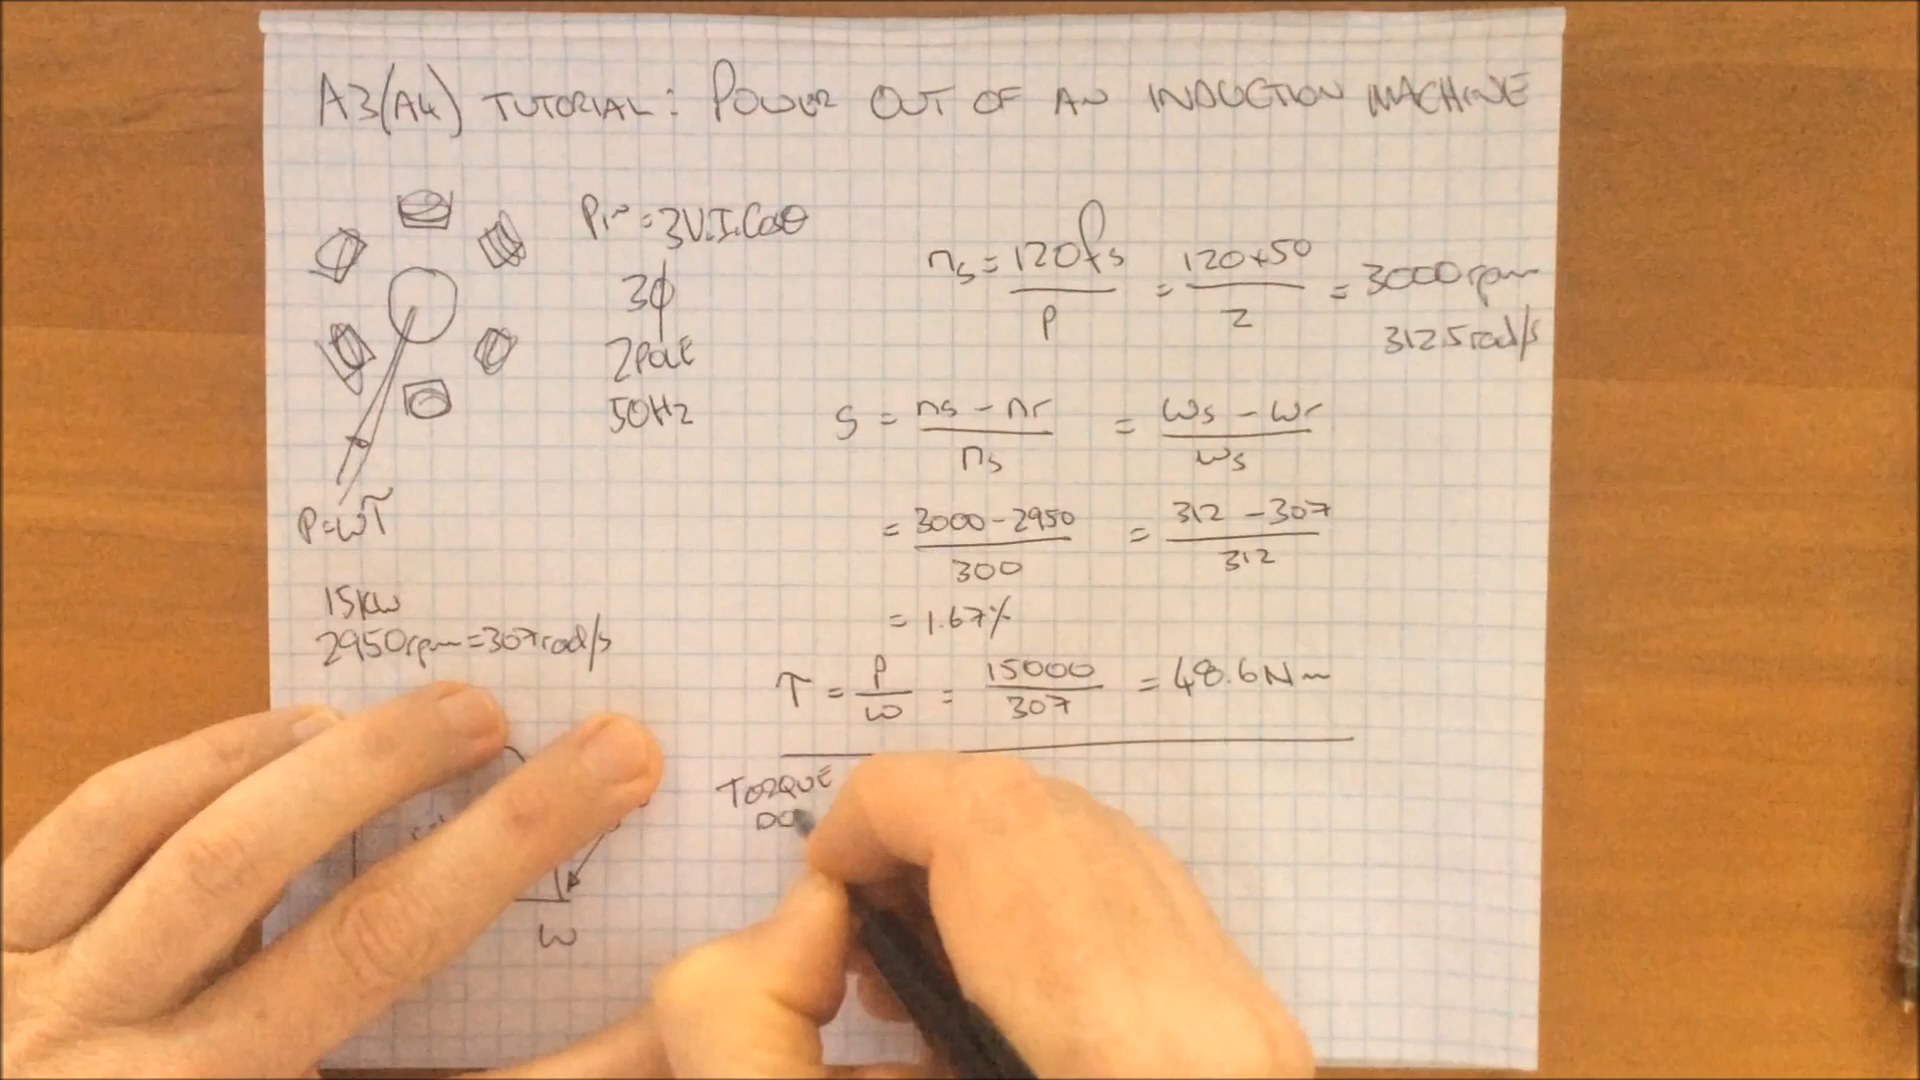 A3(A4) TUTORIAL: POWER OUT OF AN INDUCTION MACHINE
Pin = 3V.I.Cosθ
3ϕ
2POLE
50Hz
P=ωT
15kW
2950rpm=307rad/s
ns = 120fs / P = 120×50 / 2 = 3000rpm
312.5rad/s
S = ns - nr / ns = ωs - ωr / ωs
= 3000-2950 / 300 = 312-307 / 312
= 1.67%
T = P / ω = 15000 / 307 = 48.6Nm
TORQUE
DO
ω